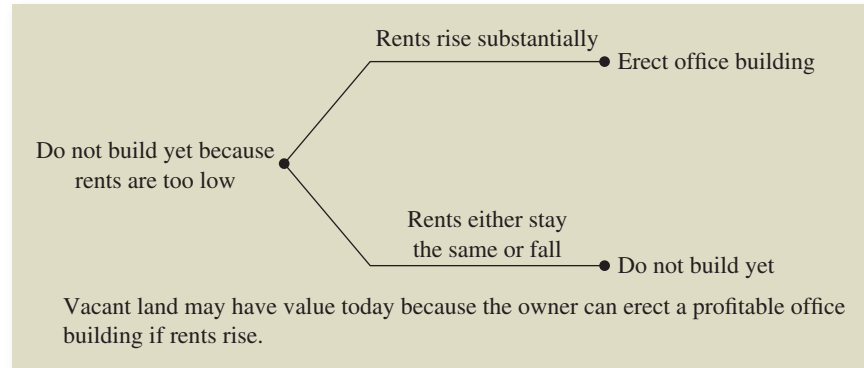 Rents rise substantially
Erect office building
Do not build yet because
rents are too low
Rents either stay
the same or fall
Do not build yet
Vacant land may have value today because the owner can erect a profitable office
building if rents rise.